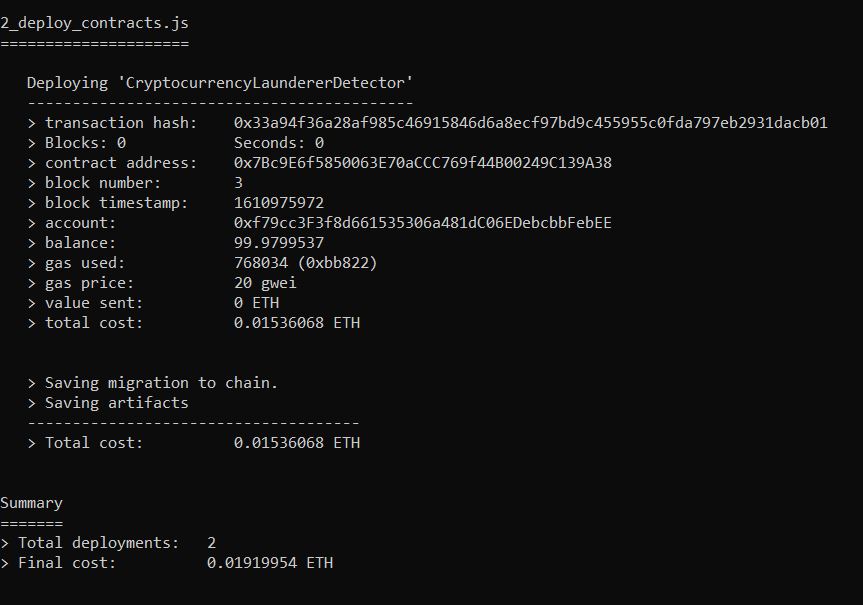 2_deploy_contracts.js
=====================
Deploying 'CryptocurrencyLaundererDetector'
-------------------------------------------
> transaction hash: 0x33a94f36a28af985c46915846d6a8ecf97bd9c455955c0fda797eb2931dacb01
> Blocks: 0 Seconds: 0
> contract address: 0x7Bc9E6f5850063E70aCCC769f44B00249C139A38
> block number: 3
> block timestamp: 1610975972
> account: 0xf79cc3F3f8d661535306a481dC06EDebcbbFebEE
> balance: 99.9799537
> gas used: 768034 (0xbb822)
> gas price: 20 gwei
> value sent: 0 ETH
> total cost: 0.01536068 ETH
> Saving migration to chain.
> Saving artifacts
-------------------------------------
> Total cost: 0.01536068 ETH
Summary
=======
> Total deployments: 2
> Final cost: 0.01919954 ETH